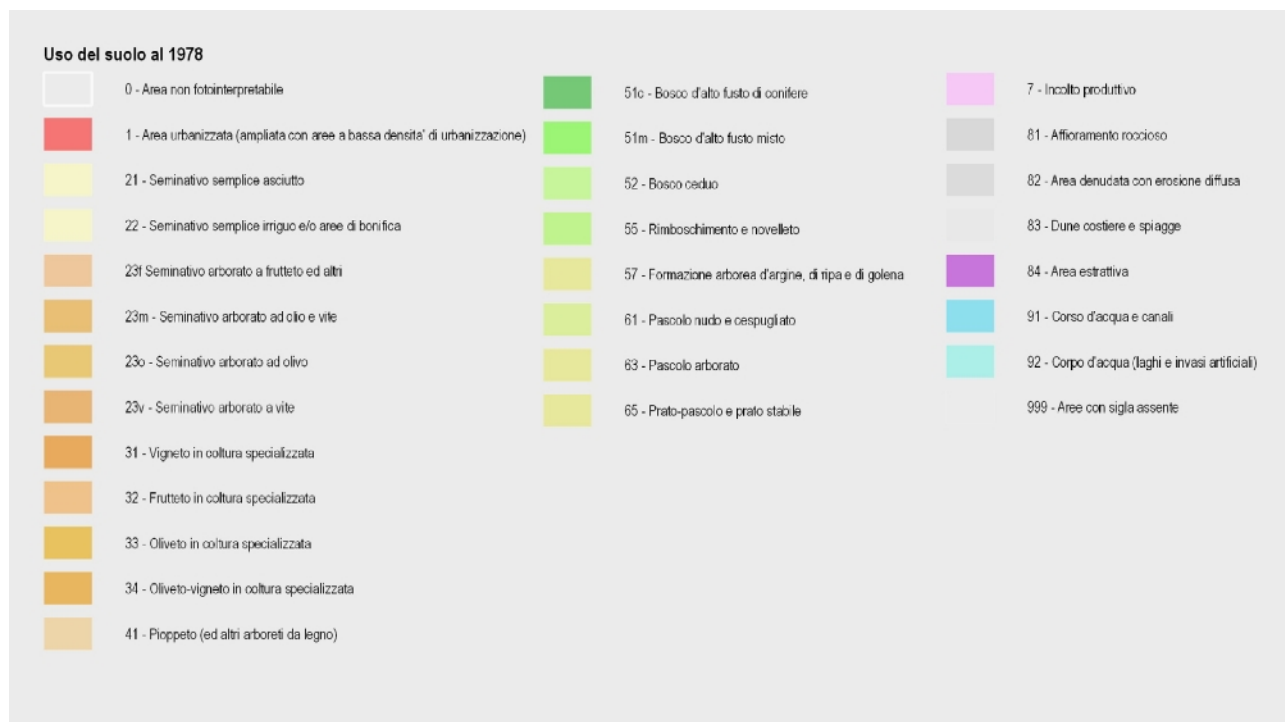 Uso del suolo al 1978
0 - Area non fotointerpretabile
1 - Area urbanizzata (ampliata con aree a bassa densita' di urbanizzazione)
21 - Seminativo semplice asciutto
22 - Seminativo semplice irriguo e/o aree di bonifica
23f Seminativo arborato a frutteto ed altri
23m - Seminativo arborato ad olio e vite
23o - Seminativo arborato ad olivo
23v - Seminativo arborato a vite
31 - Vigneto in coltura specializzata
32 - Frutteto in coltura specializzata
33 - Oliveto in coltura specializzata
34 - Oliveto-vigneto in coltura specializzata
41 - Pioppeto (ed altri arboreti da legno)
51c - Bosco d'alto fusto di conifere
51m - Bosco d'alto fusto misto
52 - Bosco ceduo
55 - Rimboschimento e novelleto
57 - Formazione arborea d'argine, di ripa e di golena
61 - Pascolo nudo e cespugliato
63 - Pascolo arborato
65 - Prato-pascolo e prato stabile
7 - Incolto produttivo
81 - Affioramento roccioso
82 - Area denudata con erosione diffusa
83 - Dune costiere e spiagge
84 - Area estrattiva
91 - Corso d'acqua e canali
92 - Corpo d'acqua (laghi e invasi artificiali)
999 - Aree con sigla assente